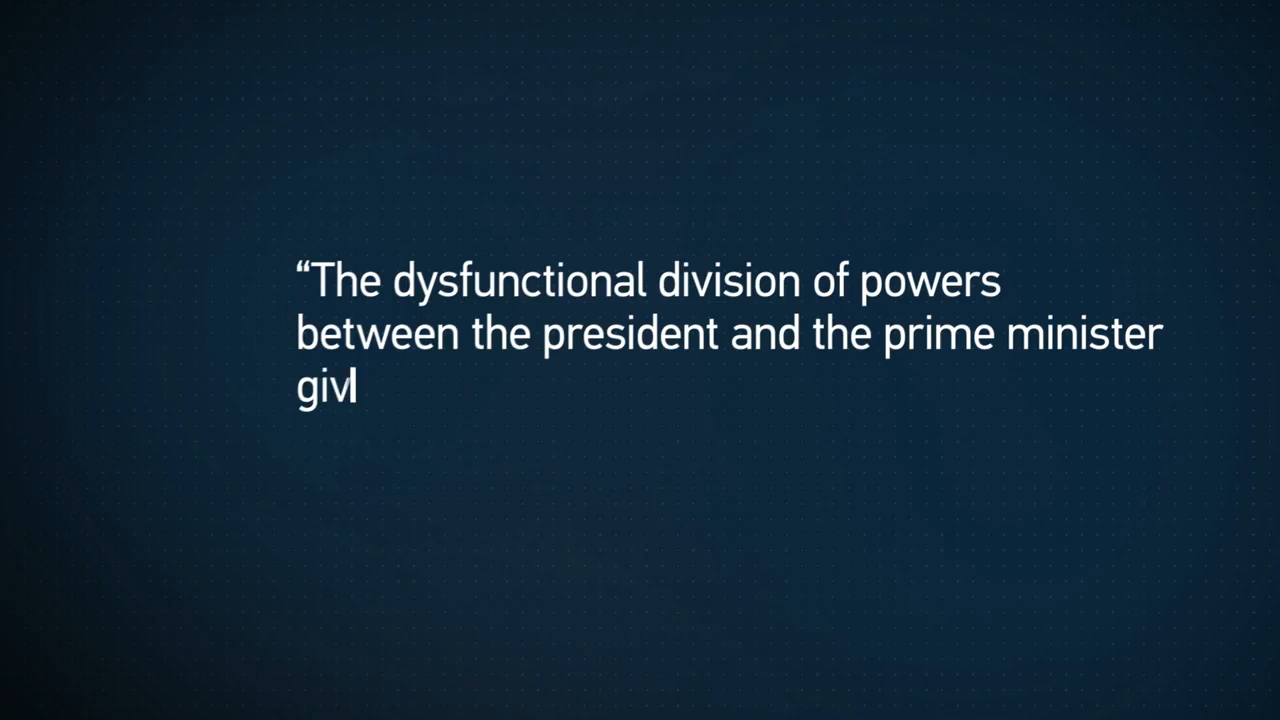 “The dysfunctional division of powers
between the president and the prime minister
giv